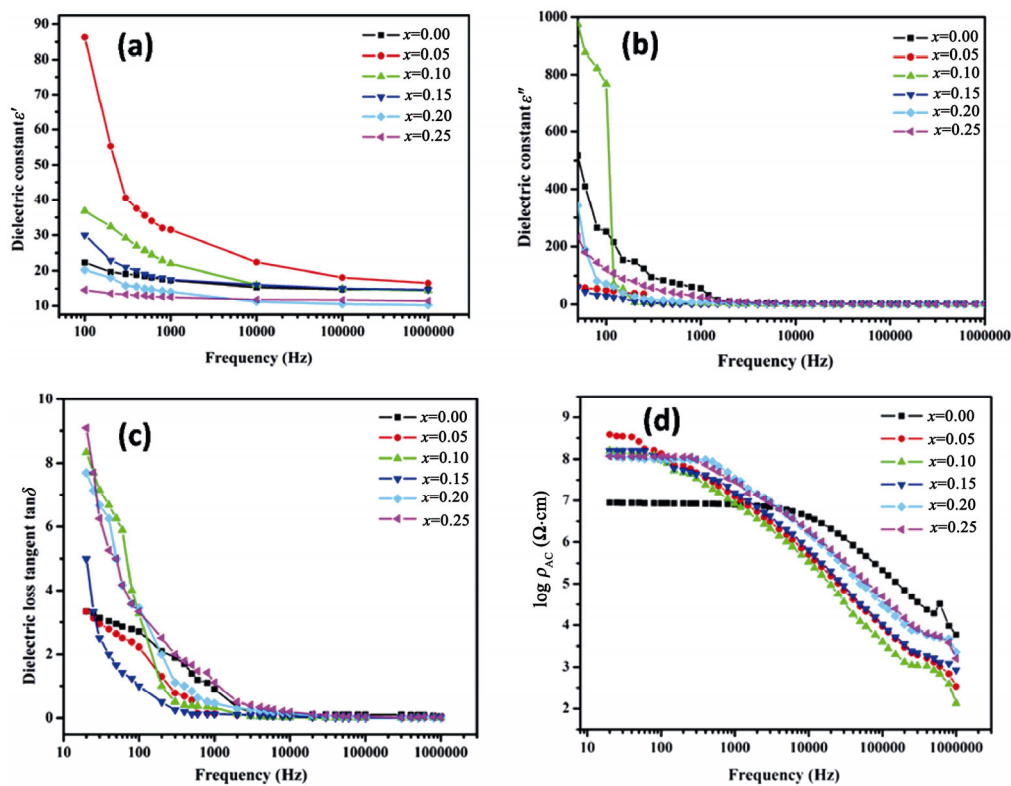 (a)
Dielectric constant ε′
90
80
70
60
50
40
30
20
10
x=0.00
x=0.05
x=0.10
x=0.15
x=0.20
x=0.25
100 1000 10000 100000 1000000
Frequency (Hz)
(b)
Dielectric constant ε″
1000
800
600
400
200
0
x=0.00
x=0.05
x=0.10
x=0.15
x=0.20
x=0.25
100 1000 10000 100000 1000000
Frequency (Hz)
(c)
Dielectric loss tangent tanδ
10
8
6
4
2
0
x=0.00
x=0.05
x=0.10
x=0.15
x=0.20
x=0.25
10 100 1000 10000 100000 1000000
Frequency (Hz)
(d)
log ρAC (Ω·cm)
9
8
7
6
5
4
3
2
x=0.00
x=0.05
x=0.10
x=0.15
x=0.20
x=0.25
10 100 1000 10000 100000 1000000
Frequency (Hz)